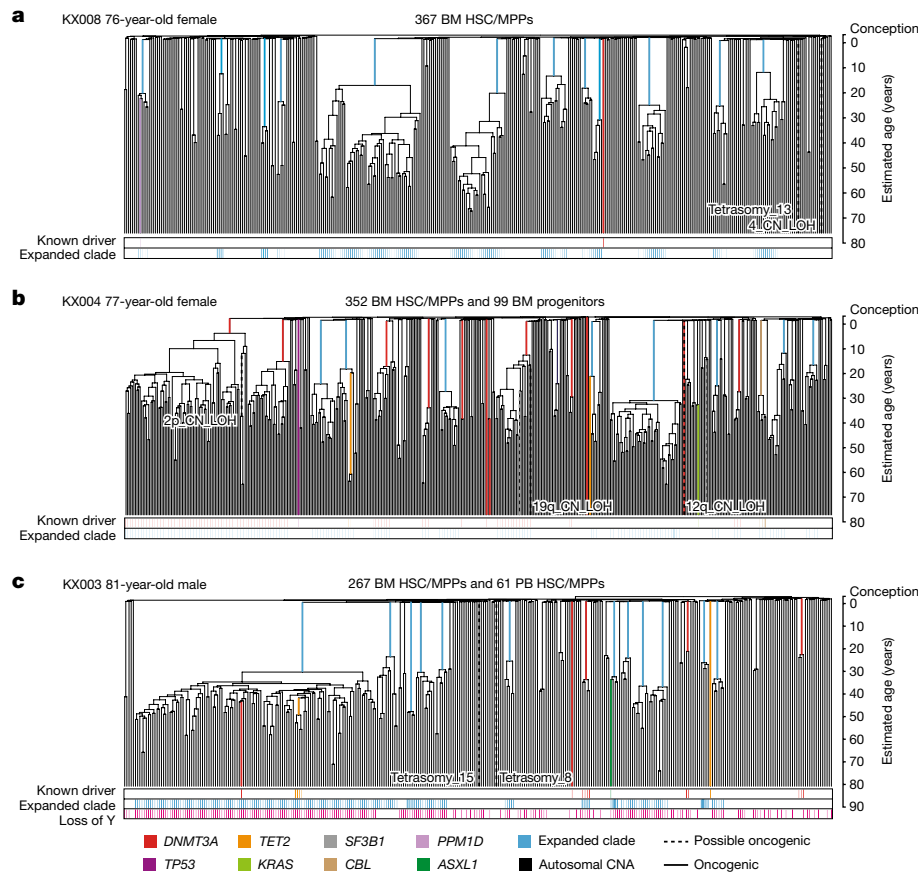 a
KX008 76-year-old female 367 BM HSC/MPPs
Conception
0
10
20
30
40
50
60
70
80
Estimated age (years)
Tetrasomy_13
4_CN_LOH
Known driver
Expanded clade
b
KX004 77-year-old female 352 BM HSC/MPPs and 99 BM progenitors
Conception
0
10
20
30
40
50
60
70
80
Estimated age (years)
2p_CN_LOH
19q_CN_LOH
12q_CN_LOH
Known driver
Expanded clade
c
KX003 81-year-old male 267 BM HSC/MPPs and 61 PB HSC/MPPs
Conception
0
10
20
30
40
50
60
70
80
90
Estimated age (years)
Tetrasomy_15
Tetrasomy_8
Known driver
Expanded clade
Loss of Y
DNMT3A TET2 SF3B1 PPM1D Expanded clade Possible oncogenic
TP53 KRAS CBL ASXL1 Autosomal CNA Oncogenic